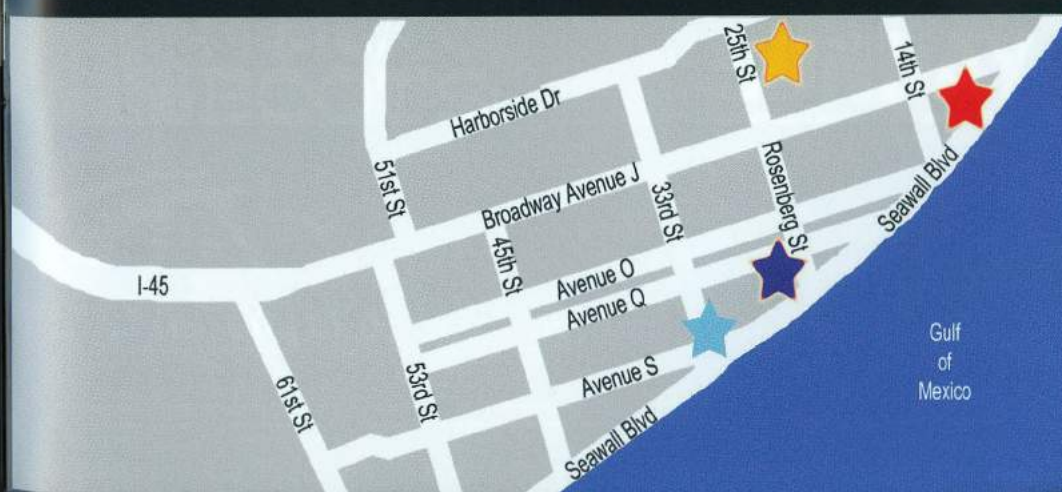 25th St
14th St
Harborside Dr
51st St
Rosenberg St
Broadway Avenue J
33rd St
Seawall Blvd
45th St
I-45
Avenue O
Avenue Q
Gulf
of
Mexico
61st St
53rd St
Avenue S
Seawall Blvd